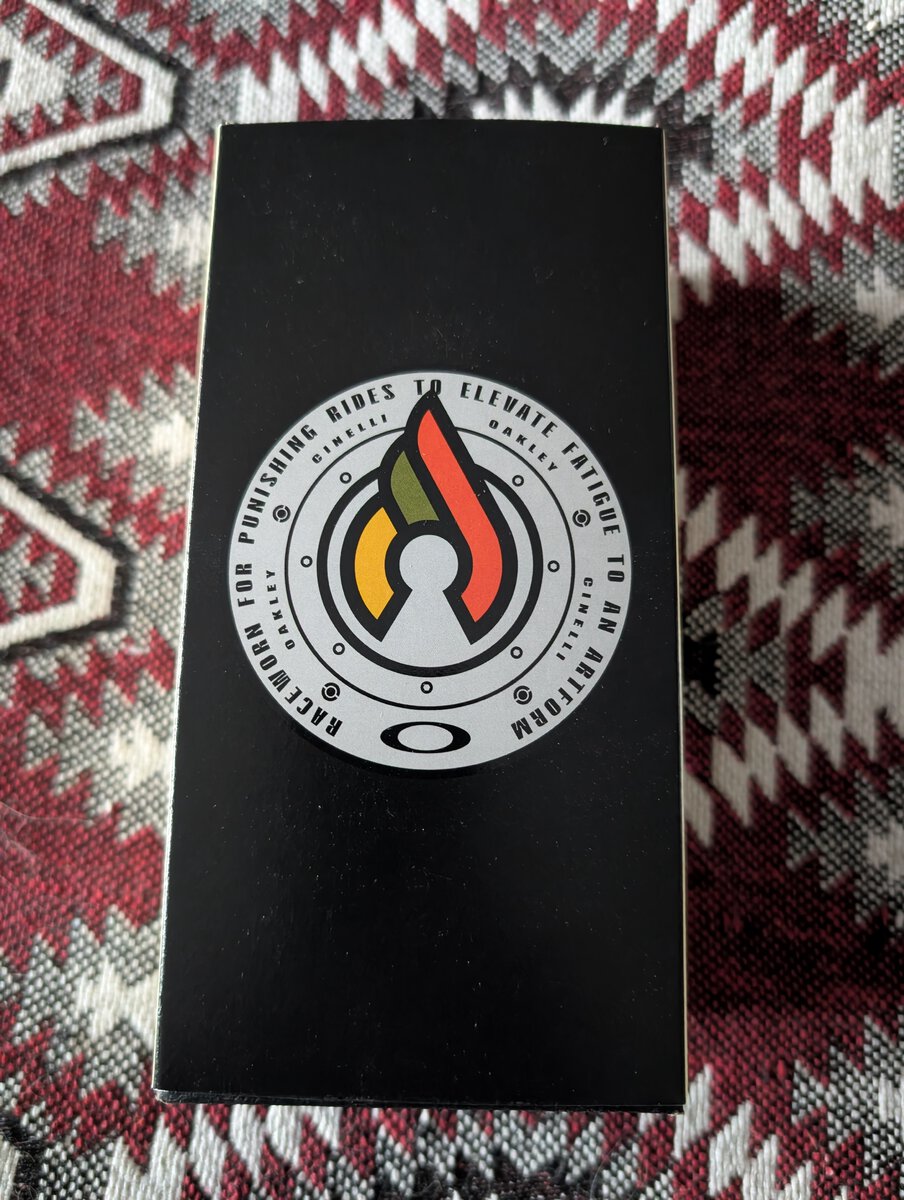 RACEWORN FOR PUNISHING RIDES TO ELEVATE FATIGUE TO AN ARTFORM
CINELLI
OAKLEY
OAKLEY
CINELLI